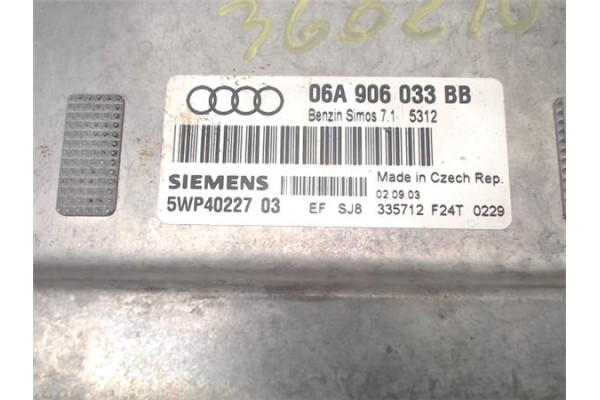 360210
06A 906 033 BB
Benzin Simos 7.1 5312
SIEMENS
Made in Czech Rep.
02.09.03
5WP40227 03
EF SJ8
335712 F24T 0229